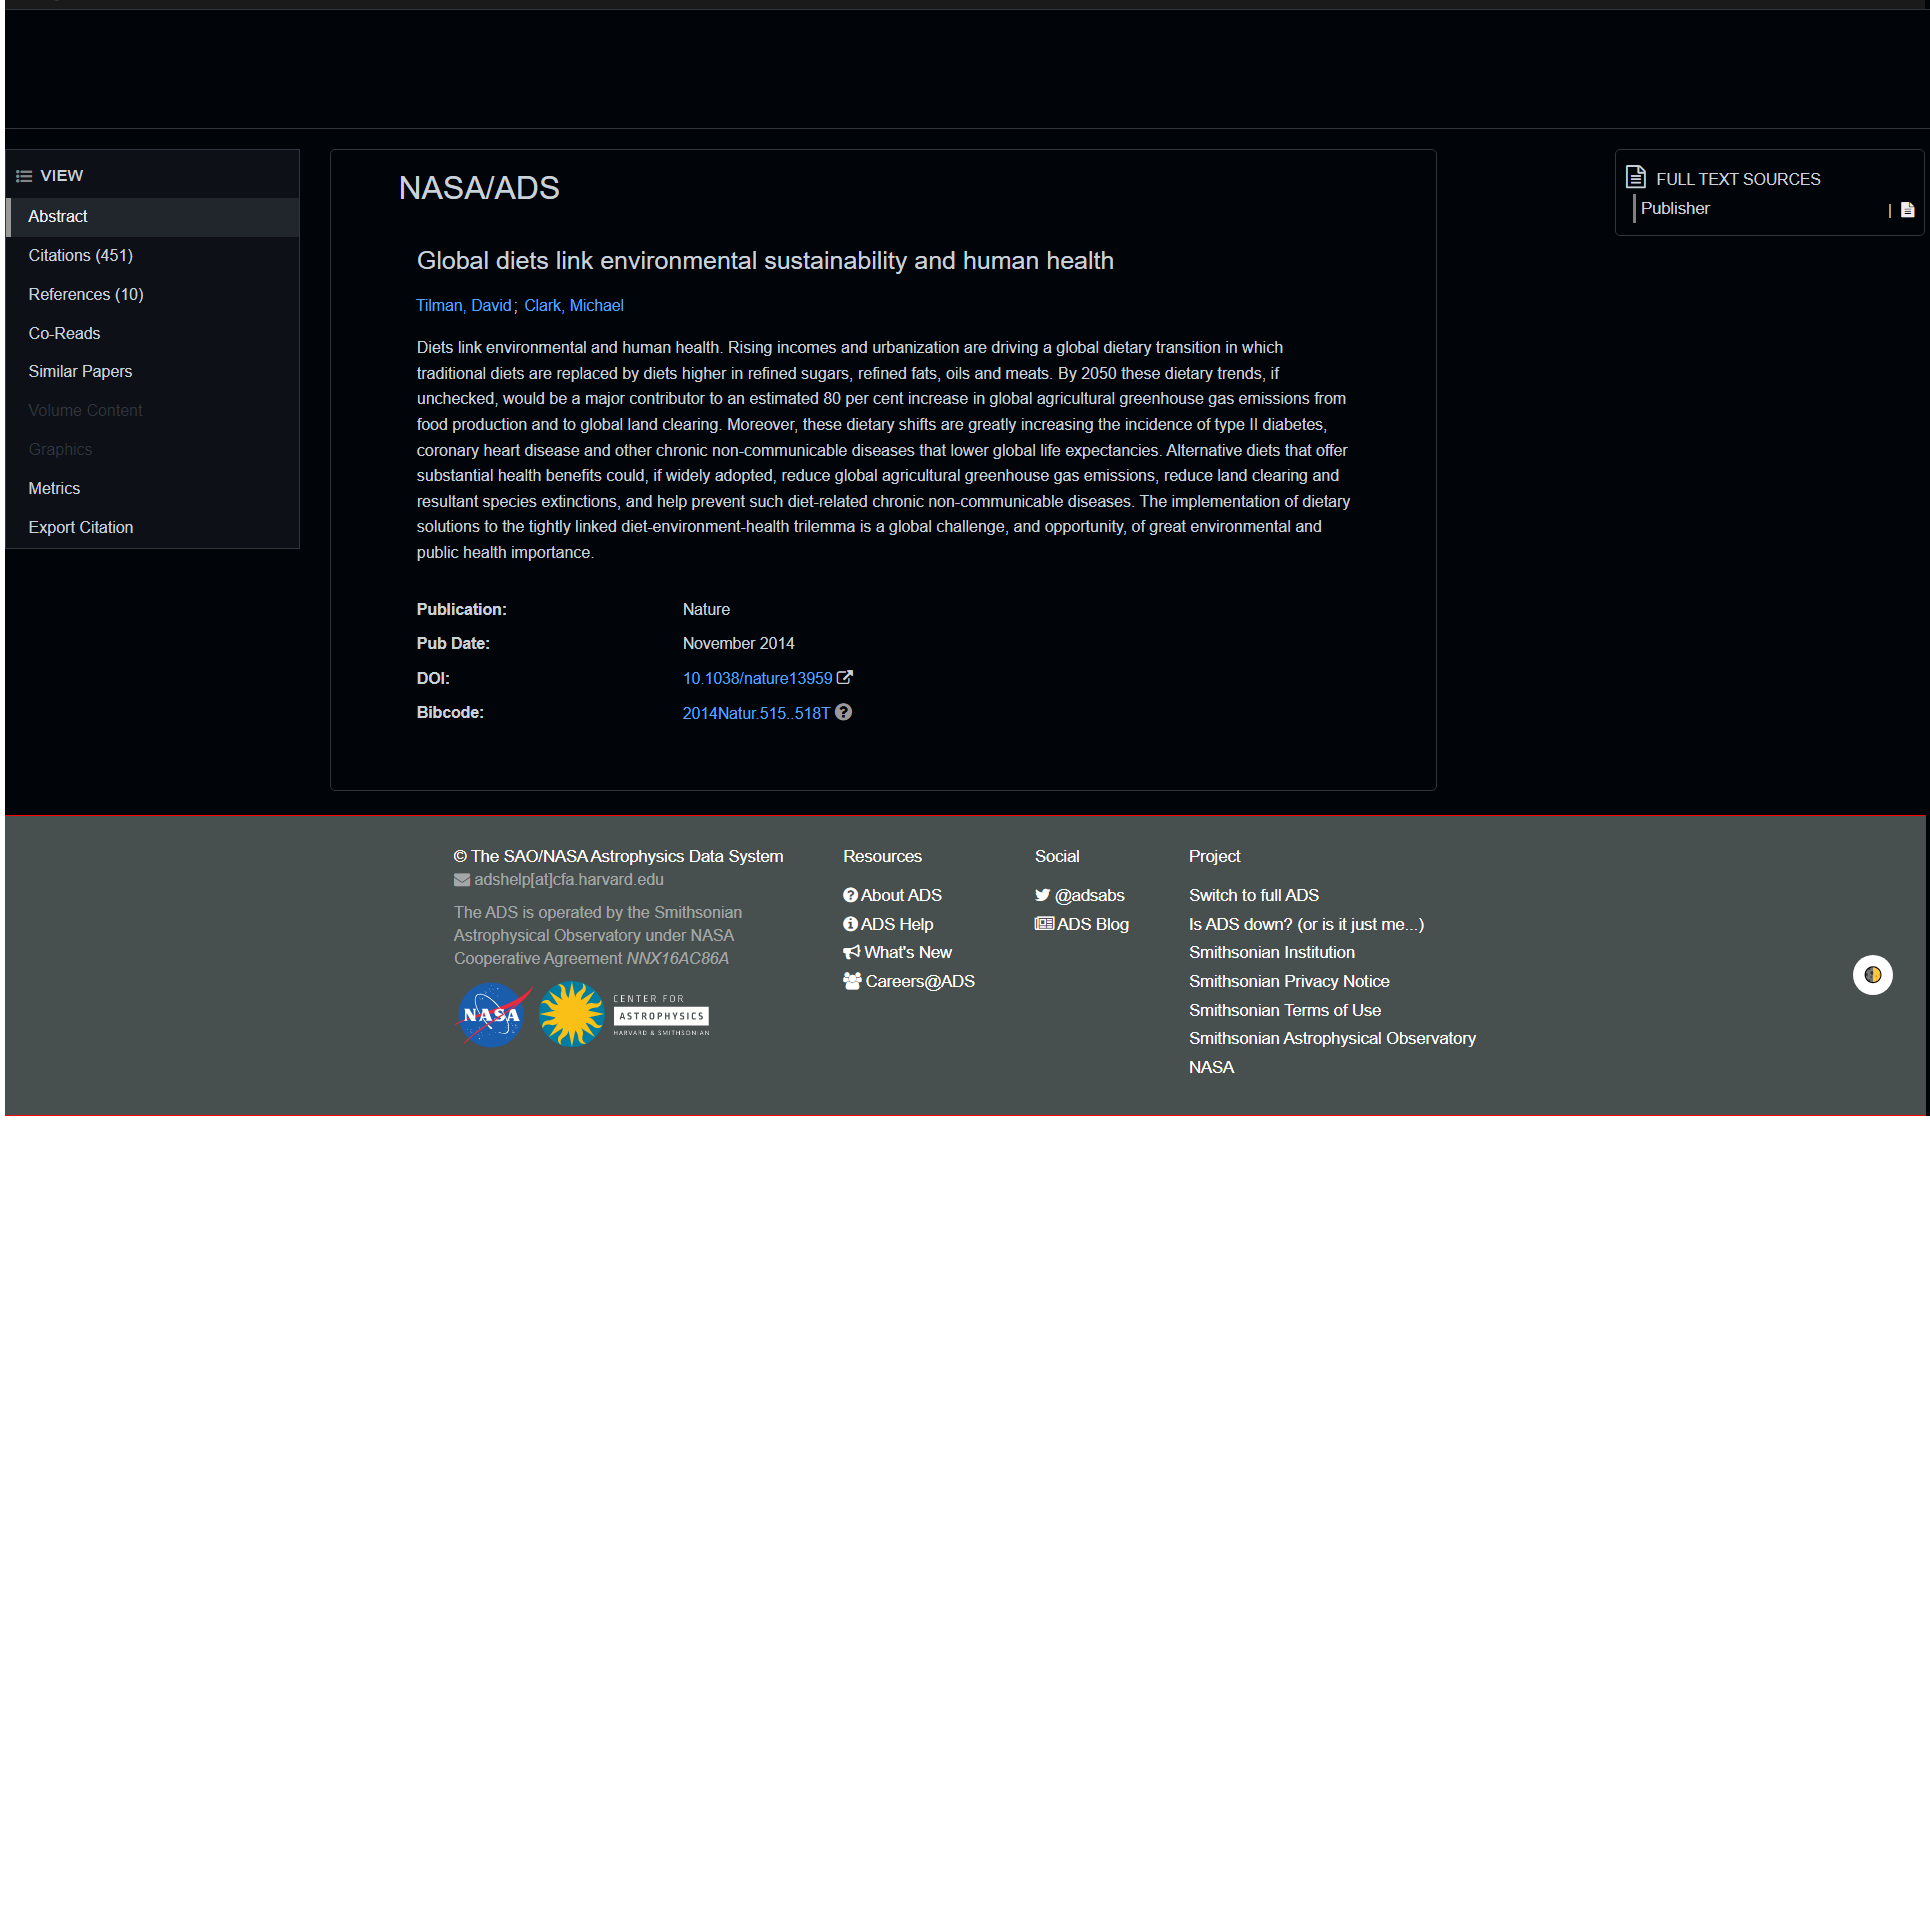 VIEW
Abstract
Citations (451)
References (10)
Co-Reads
Similar Papers
Volume Content
Graphics
Metrics
Export Citation
NASA/ADS
Global diets link environmental sustainability and human health
Tilman, David; Clark, Michael
Diets link environmental and human health. Rising incomes and urbanization are driving a global dietary transition in which
traditional diets are replaced by diets higher in refined sugars, refined fats, oils and meats. By 2050 these dietary trends, if
unchecked, would be a major contributor to an estimated 80 per cent increase in global agricultural greenhouse gas emissions from
food production and to global land clearing. Moreover, these dietary shifts are greatly increasing the incidence of type II diabetes,
coronary heart disease and other chronic non-communicable diseases that lower global life expectancies. Alternative diets that offer
substantial health benefits could, if widely adopted, reduce global agricultural greenhouse gas emissions, reduce land clearing and
resultant species extinctions, and help prevent such diet-related chronic non-communicable diseases. The implementation of dietary
solutions to the tightly linked diet-environment-health trilemma is a global challenge, and opportunity, of great environmental and
public health importance.
Publication: Nature
Pub Date: November 2014
DOI: 10.1038/nature13959
Bibcode: 2014Natur.515..518T
FULL TEXT SOURCES
Publisher |
© The SAO/NASA Astrophysics Data System
adshelp[at]cfa.harvard.edu
The ADS is operated by the Smithsonian
Astrophysical Observatory under NASA
Cooperative Agreement NNX16AC86A
NASA
CENTER FOR
ASTROPHYSICS
HARVARD & SMITHSONIAN
Resources
About ADS
ADS Help
What's New
Careers@ADS
Social
@adsabs
ADS Blog
Project
Switch to full ADS
Is ADS down? (or is it just me...)
Smithsonian Institution
Smithsonian Privacy Notice
Smithsonian Terms of Use
Smithsonian Astrophysical Observatory
NASA